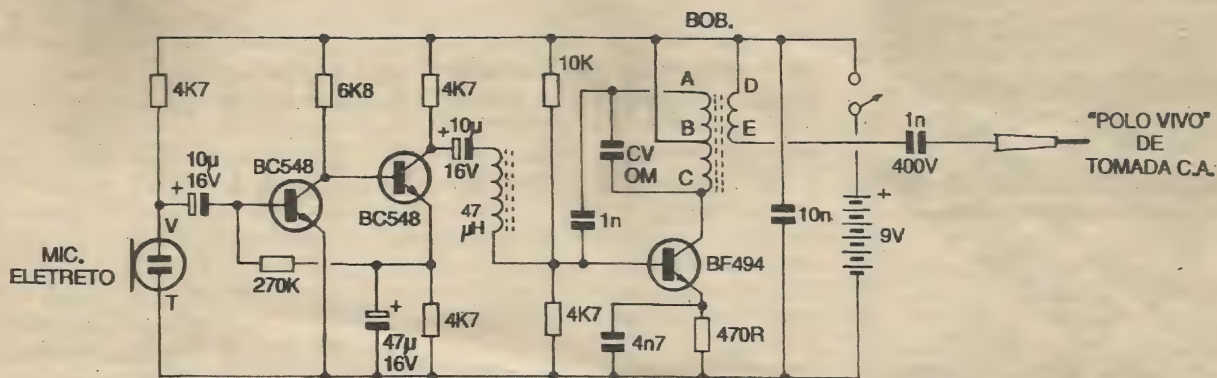 BOB.
4K7
6K8
4K7
10K
A
B
C
D
E
1n
400V
"POLO VIVO"
DE
TOMADA C.A.
10µ
16V
+
BC548
BC548
+
10µ
16V
47
µH
CV
OM
1n
10n
+
9V
V
MIC.
ELETRETO
T
270K
+
47µ
16V
4K7
4K7
4n7
BF494
470R